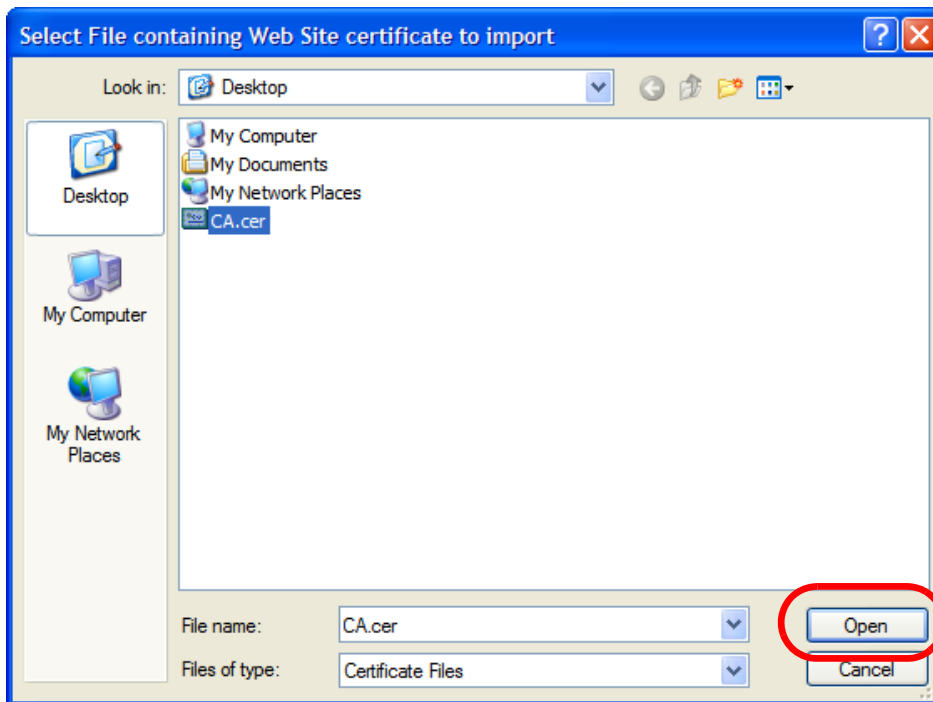 Select File containing Web Site certificate to import
Look in: Desktop
My Computer
My Documents
My Network Places
CA.cer
Desktop
My Computer
My Network
Places
File name: CA.cer Open
Files of type: Certificate Files Cancel